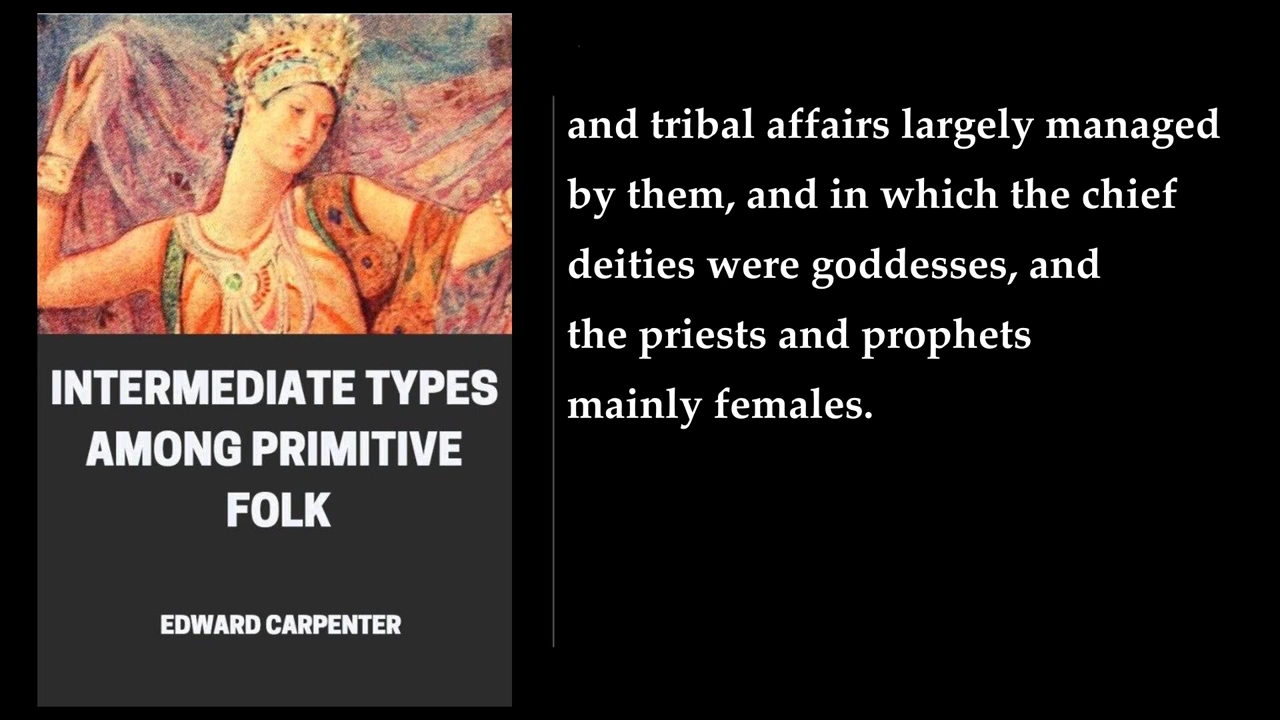 INTERMEDIATE TYPES
AMONG PRIMITIVE
FOLK
EDWARD CARPENTER
and tribal affairs largely managed
by them, and in which the chief
deities were goddesses, and
the priests and prophets
mainly females.